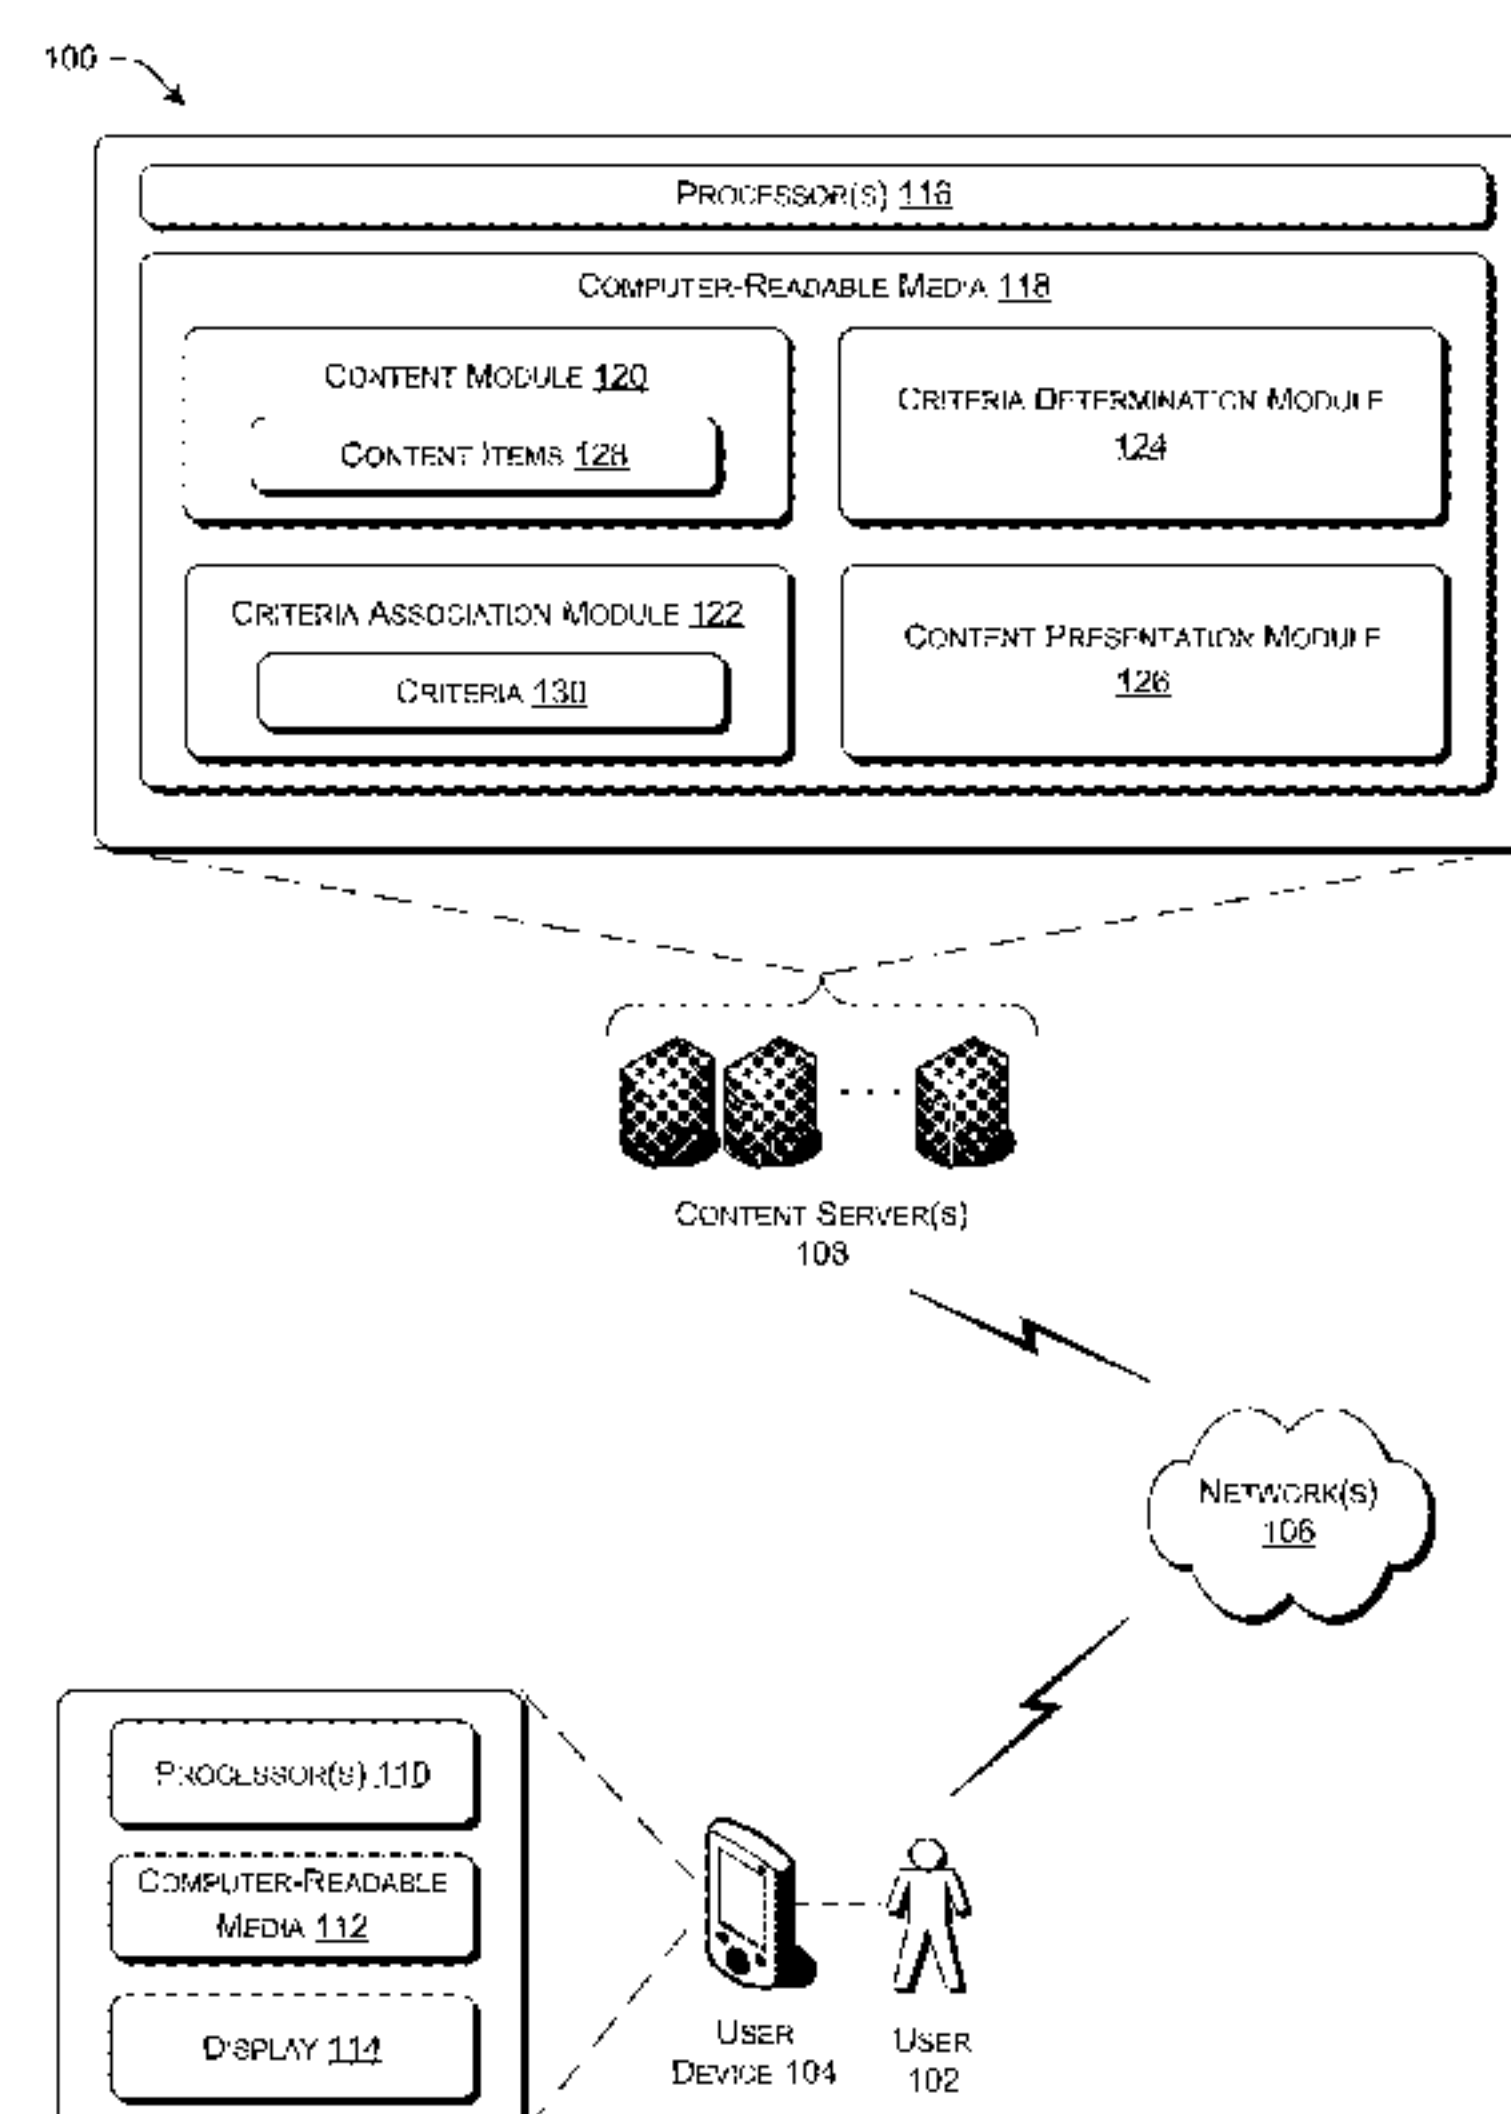 100
PROCESSOR(S) 116
COMPUTER-READABLE MEDIA 118
CONTENT MODULE 120
CONTENT ITEMS 128
CRITERIA DETERMINATION MODULE
124
CRITERIA ASSOCIATION MODULE 122
CRITERIA 130
CONTENT PRESENTATION MODULE
126
CONTENT SERVER(S)
108
NETWORK(S)
106
PROCESSOR(S) 110
COMPUTER-READABLE
MEDIA 112
DISPLAY 114
USER
DEVICE 104
USER
102